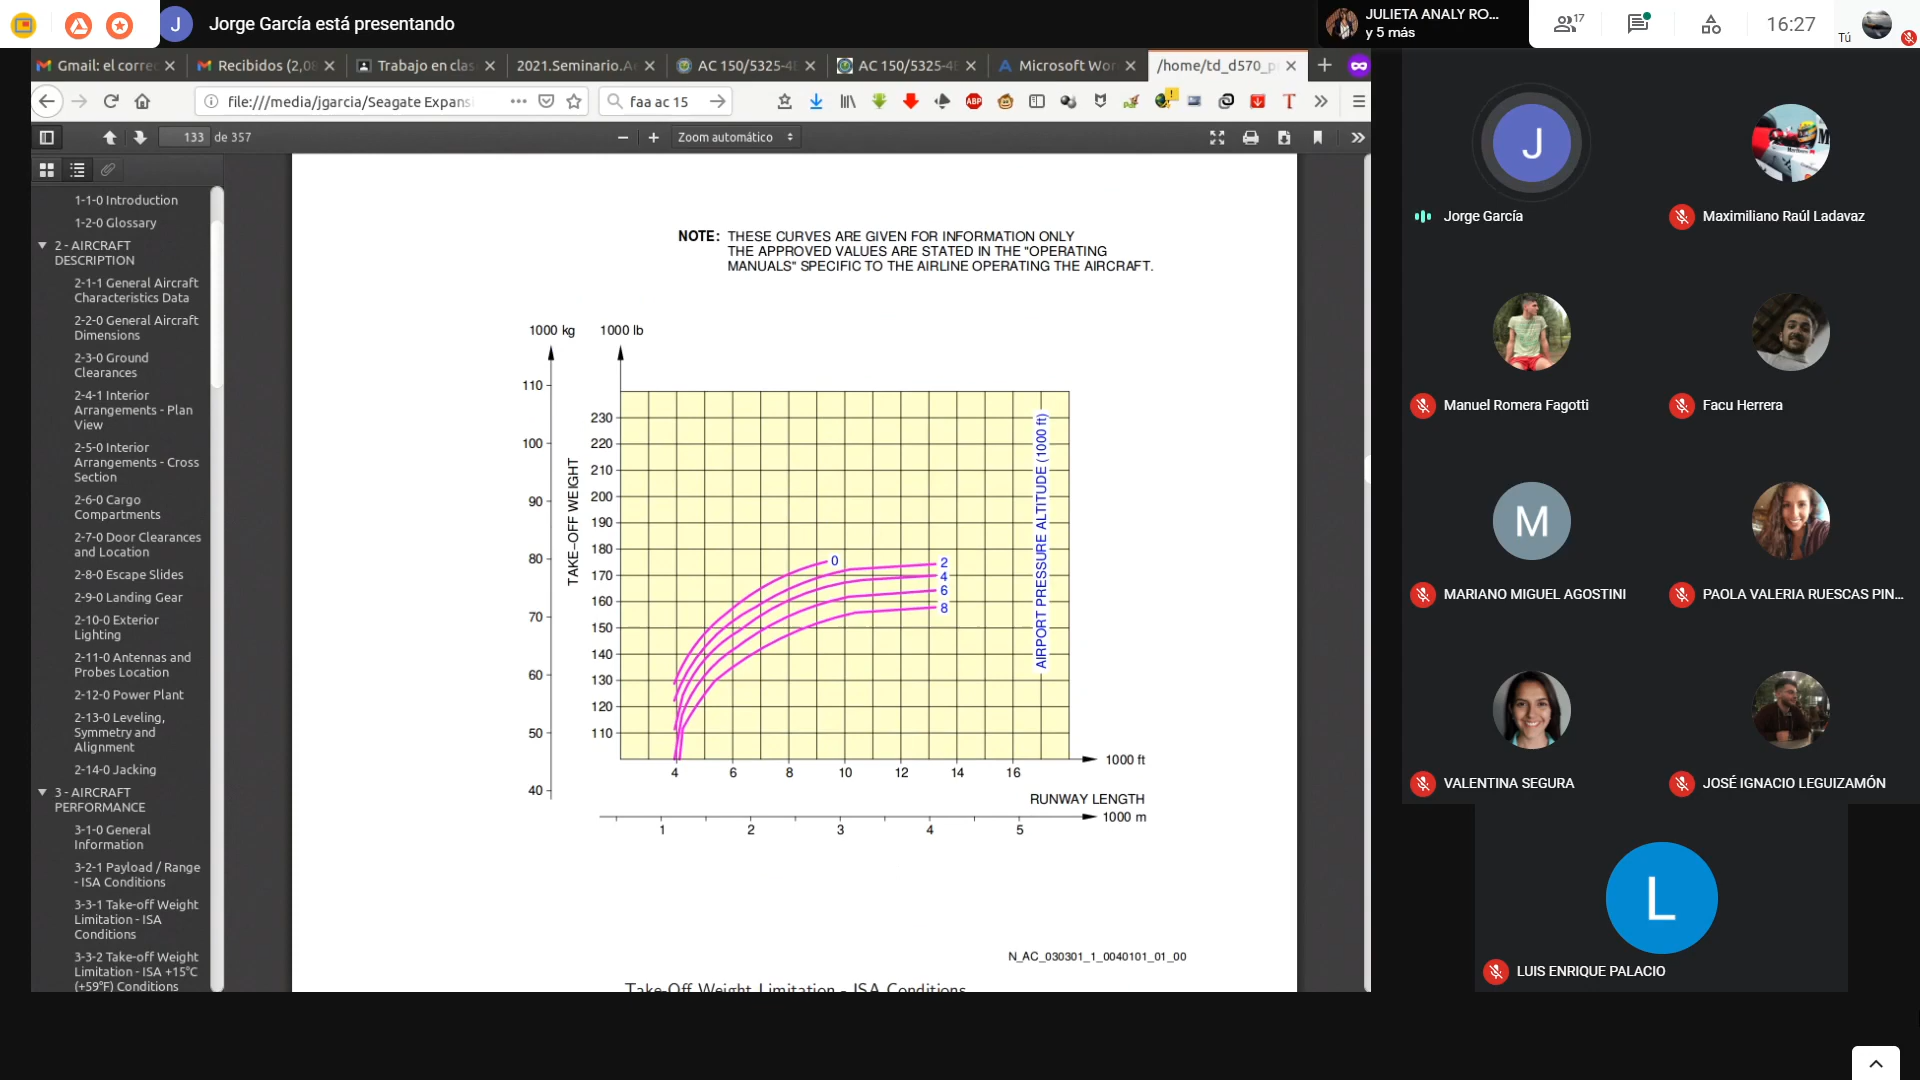 J
Jorge García está presentando
JULIETA ANALY RO...
y 5 más
17
16:27
Tú
Gmail: el corre
Recibidos (2,08
Trabajo en clas
2021.Seminario.A
AC 150/5325-4
AC 150/5325-4
Microsoft Wor
/home/td_d570_p
file:///media/jgarcia/Seagate Expans
faa ac 15
ABP
T
133 de 357
Zoom automático
1-1-0 Introduction
1-2-0 Glossary
2 - AIRCRAFT
DESCRIPTION
2-1-1 General Aircraft
Characteristics Data
2-2-0 General Aircraft
Dimensions
2-3-0 Ground
Clearances
2-4-1 Interior
Arrangements - Plan
View
2-5-0 Interior
Arrangements - Cross
Section
2-6-0 Cargo
Compartments
2-7-0 Door Clearances
and Location
2-8-0 Escape Slides
2-9-0 Landing Gear
2-10-0 Exterior
Lighting
2-11-0 Antennas and
Probes Location
2-12-0 Power Plant
2-13-0 Leveling,
Symmetry and
Alignment
2-14-0 Jacking
3 - AIRCRAFT
PERFORMANCE
3-1-0 General
Information
3-2-1 Payload / Range
- ISA Conditions
3-3-1 Take-off Weight
Limitation - ISA
Conditions
3-3-2 Take-off Weight
Limitation - ISA +15°C
(+59°F) Conditions
NOTE: THESE CURVES ARE GIVEN FOR INFORMATION ONLY
THE APPROVED VALUES ARE STATED IN THE "OPERATING
MANUALS" SPECIFIC TO THE AIRLINE OPERATING THE AIRCRAFT.
1000 kg 1000 lb
110
100
90
80
70
60
50
40
TAKE-OFF WEIGHT
230
220
210
200
190
180
170
160
150
140
130
120
110
0
2
4
6
8
AIRPORT PRESSURE ALTITUDE (1000 ft)
4 6 8 10 12 14 16
1000 ft
RUNWAY LENGTH
1000 m
1 2 3 4 5
N_AC_030301_1_0040101_01_00
Take-Off Weight Limitation - ISA Conditions
J
Jorge García
Maximiliano Raúl Ladavaz
Manuel Romera Fagotti
Facu Herrera
M
MARIANO MIGUEL AGOSTINI
PAOLA VALERIA RUESCAS PIN...
VALENTINA SEGURA
JOSÉ IGNACIO LEGUIZAMÓN
L
LUIS ENRIQUE PALACIO